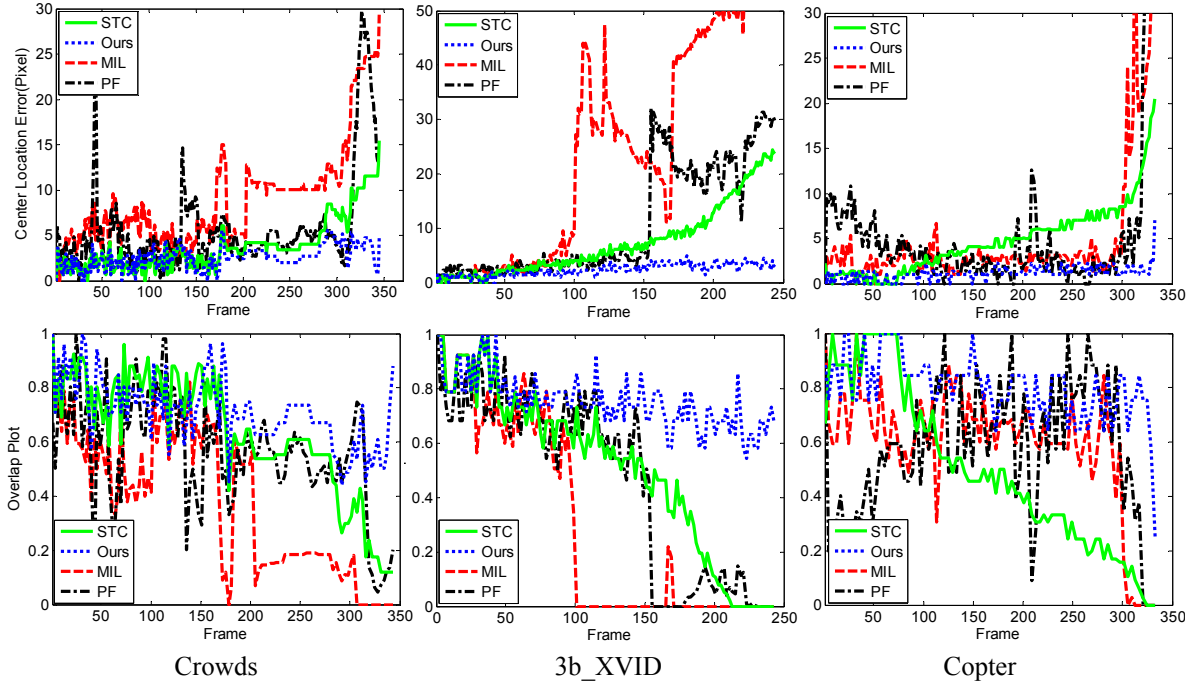 Center Location Error(Pixel)
30
25
20
15
10
5
0
STC
Ours
MIL
PF
50 100 150 200 250 300 350 400
Frame
50
40
30
20
10
0
STC
Ours
MIL
PF
50 100 150 200 250
Frame
30
25
20
15
10
5
0
STC
Ours
MIL
PF
50 100 150 200 250 300 350
Frame
Overlap Plot
1
0.8
0.6
0.4
0.2
0
STC
Ours
MIL
PF
50 100 150 200 250 300 350
Frame
1
0.8
0.6
0.4
0.2
0
STC
Ours
MIL
PF
0 50 100 150 200 250
Frame
1
0.8
0.6
0.4
0.2
0
STC
Ours
MIL
PF
50 100 150 200 250 300 350
Frame
Crowds
3b_XVID
Copter